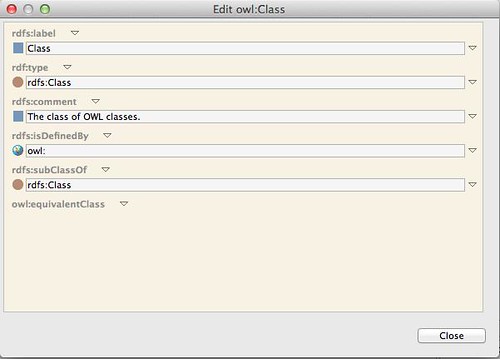 Edit owl:Class
rdfs:label
Class
rdf:type
rdfs:Class
rdfs:comment
The class of OWL classes.
rdfs:isDefinedBy
owl:
rdfs:subClassOf
rdfs:Class
owl:equivalentClass
Close